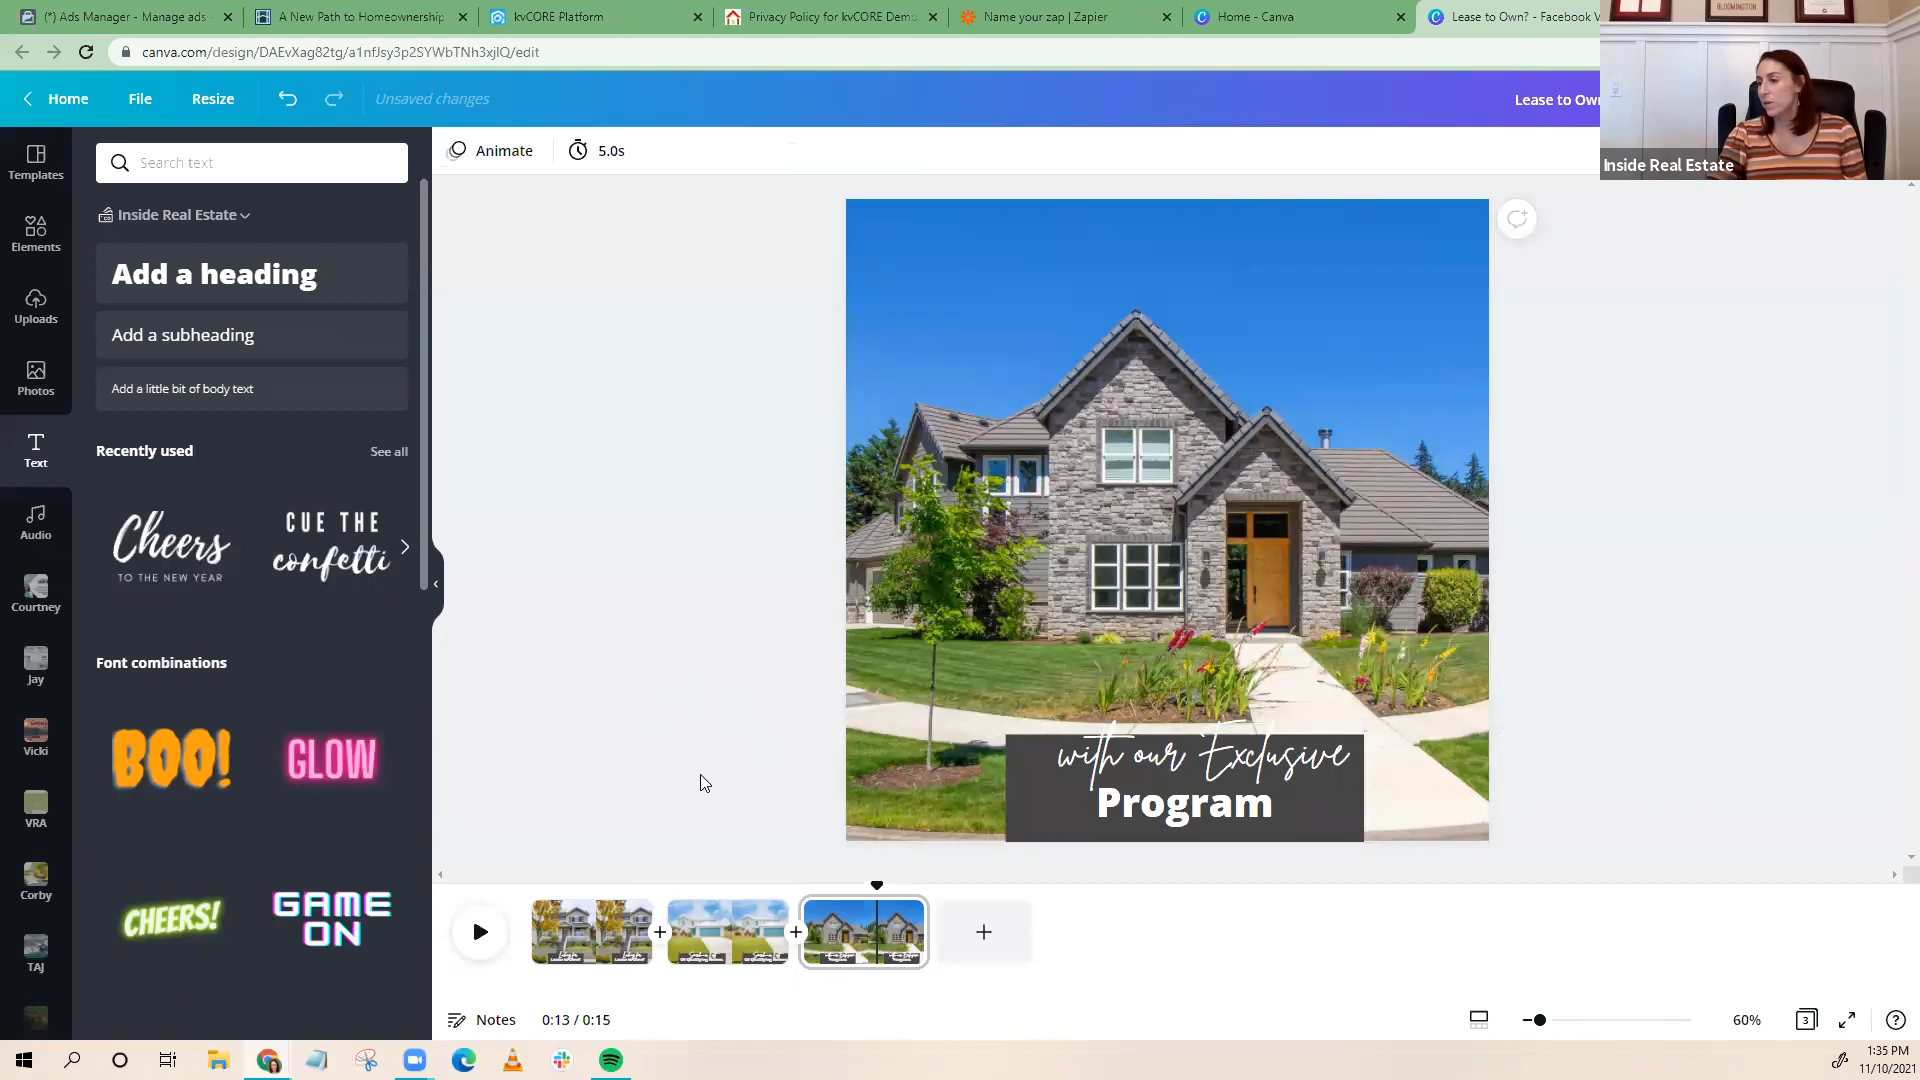 (*) Ads Manager - Manage ads
A New Path to Homeownership
kvCORE Platform
Privacy Policy for kvCORE Demo
Name your zap | Zapier
Home - Canva
Lease to Own? - Facebook V
canva.com/design/DAEvXag82tg/a1nfJsy3p2SYWbTNh3xjlQ/edit
BLOOMINGTON
Home
File
Resize
Unsaved changes
Lease to Own
Inside Real Estate
Templates
Elements
Uploads
Photos
Text
Audio
Courtney
Jay
Vicki
VRA
Corby
TAJ
Search text
Inside Real Estate
Add a heading
Add a subheading
Add a little bit of body text
Recently used
See all
Cheers
TO THE NEW YEAR
CUE THE
confetti
Font combinations
BOO!
GLOW
CHEERS!
GAME
ON
Animate
5.0s
with our Exclusive
Program
Notes
0:13 / 0:15
60%
3
1:35 PM
11/10/2021